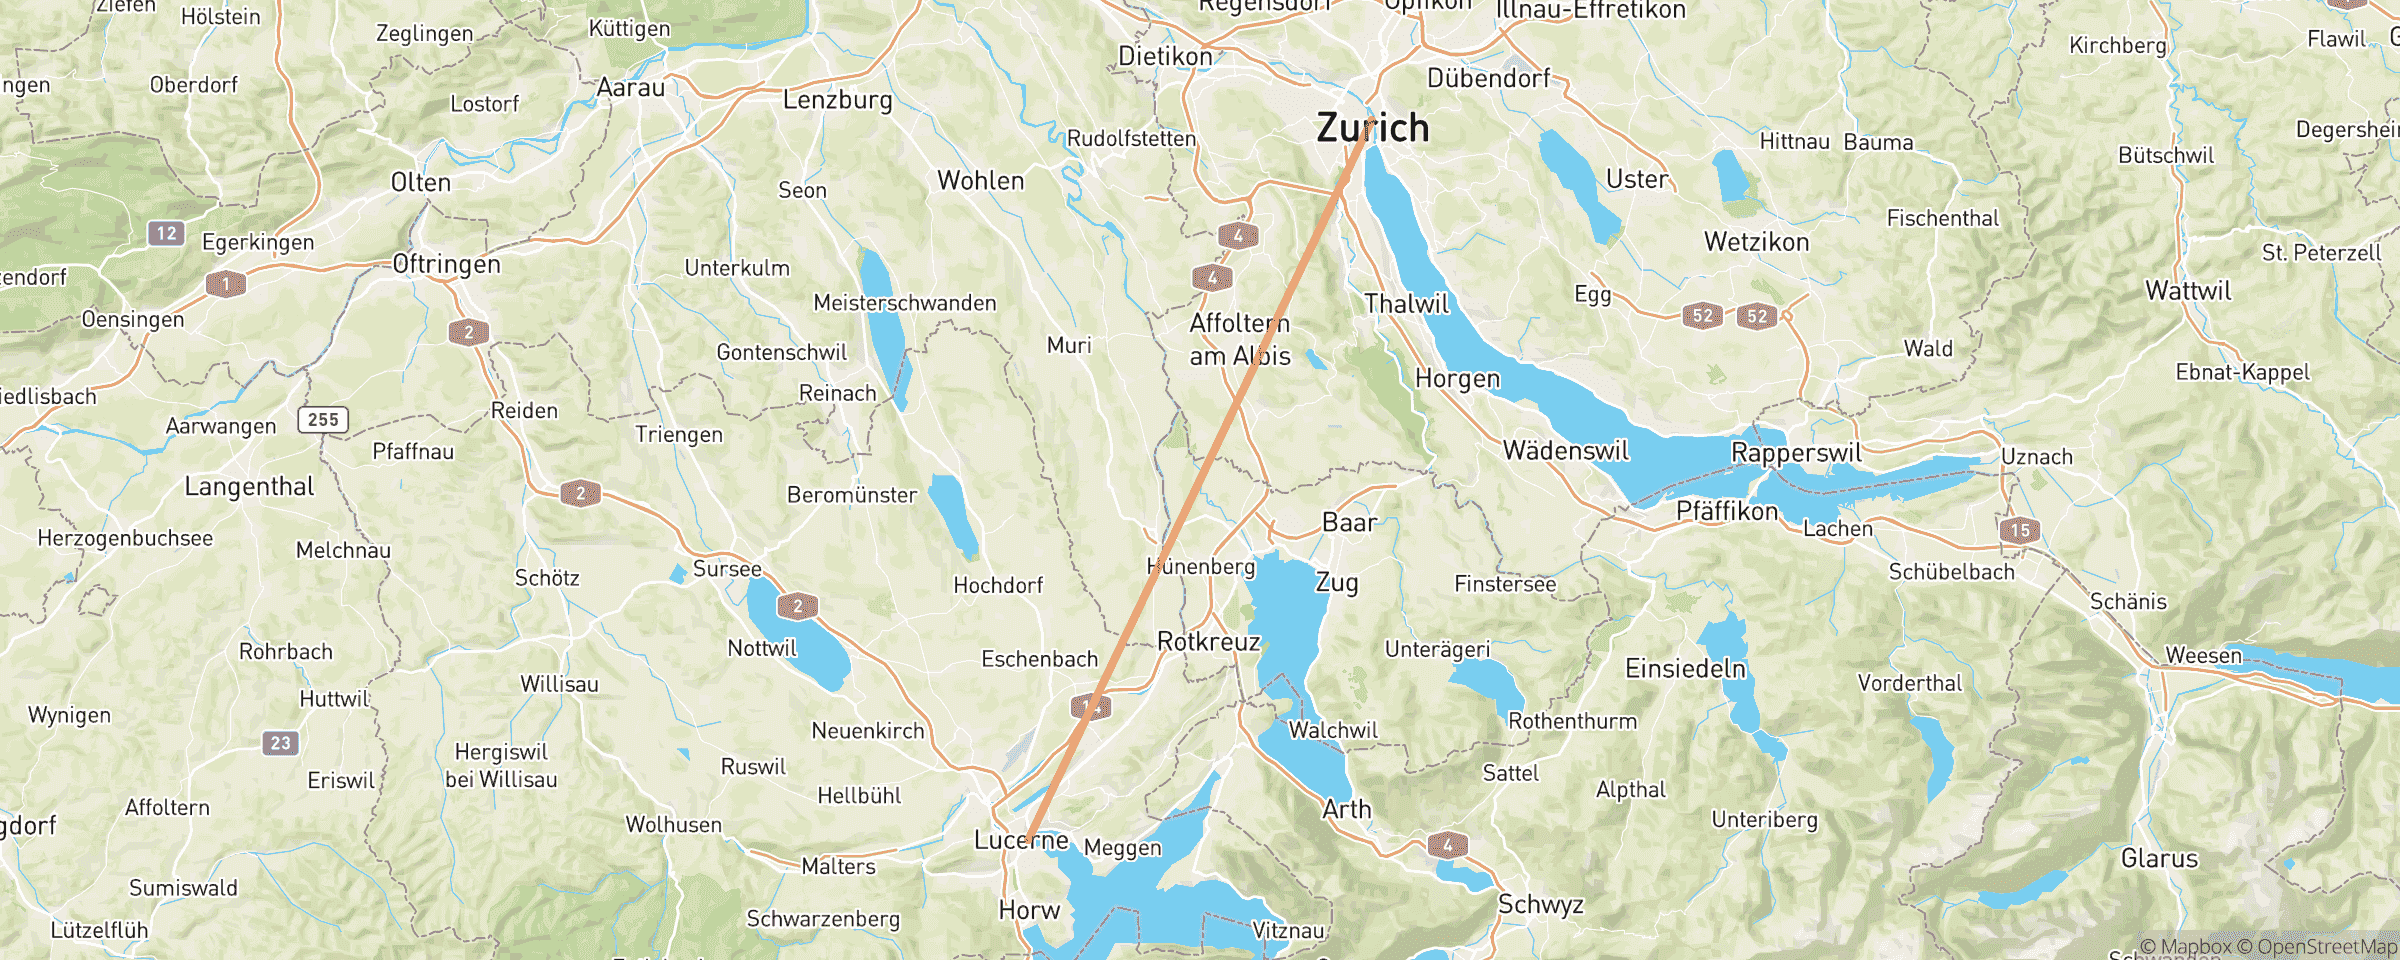 Hölstein
Zeglingen
Küttigen
Illnau-Effretikon
Dietikon
Kirchberg
Flawil
Oberdorf
Lostorf
Aarau
Lenzburg
Dübendorf
Zurich
Rudolfstetten
Hittnau
Bauma
Bütschwil
Olten
Seon
Wohlen
Uster
Fischenthal
12
Egerkingen
4
Wetzikon
St. Peterzell
Oftringen
Unterkulm
4
1
Meisterschwanden
Thalwil
Egg
52
52
Wattwil
Oensingen
2
Affoltern
am Albis
Muri
Gontenschwil
Wald
Reinach
Horgen
Ebnat-Kappel
Aarwangen
255
Reiden
Triengen
Pfaffnau
Wädenswil
Rapperswil
Uznach
Langenthal
2
Beromünster
Pfäffikon
Lachen
15
Herzogenbuchsee
Melchnau
Baar
Schötz
Sursee
Hochdorf
Hünenberg
Zug
Finstersee
Schübelbach
2
Schänis
Rohrbach
Nottwil
Eschenbach
Rotkreuz
Unterägeri
Einsiedeln
Weesen
Willisau
Huttwil
Vorderthal
Wynigen
14
Neuenkirch
Walchwil
Rothenthurm
23
Hergiswil
bei Willisau
Eriswil
Ruswil
Hellbühl
Sattel
Alpthal
Affoltern
Wolhusen
Arth
Unteriberg
Lucerne
Meggen
4
Malters
Glarus
Sumiswald
Schwarzenberg
Horw
Schwyz
Lützelflüh
Vitznau
© Mapbox © OpenStreetMap